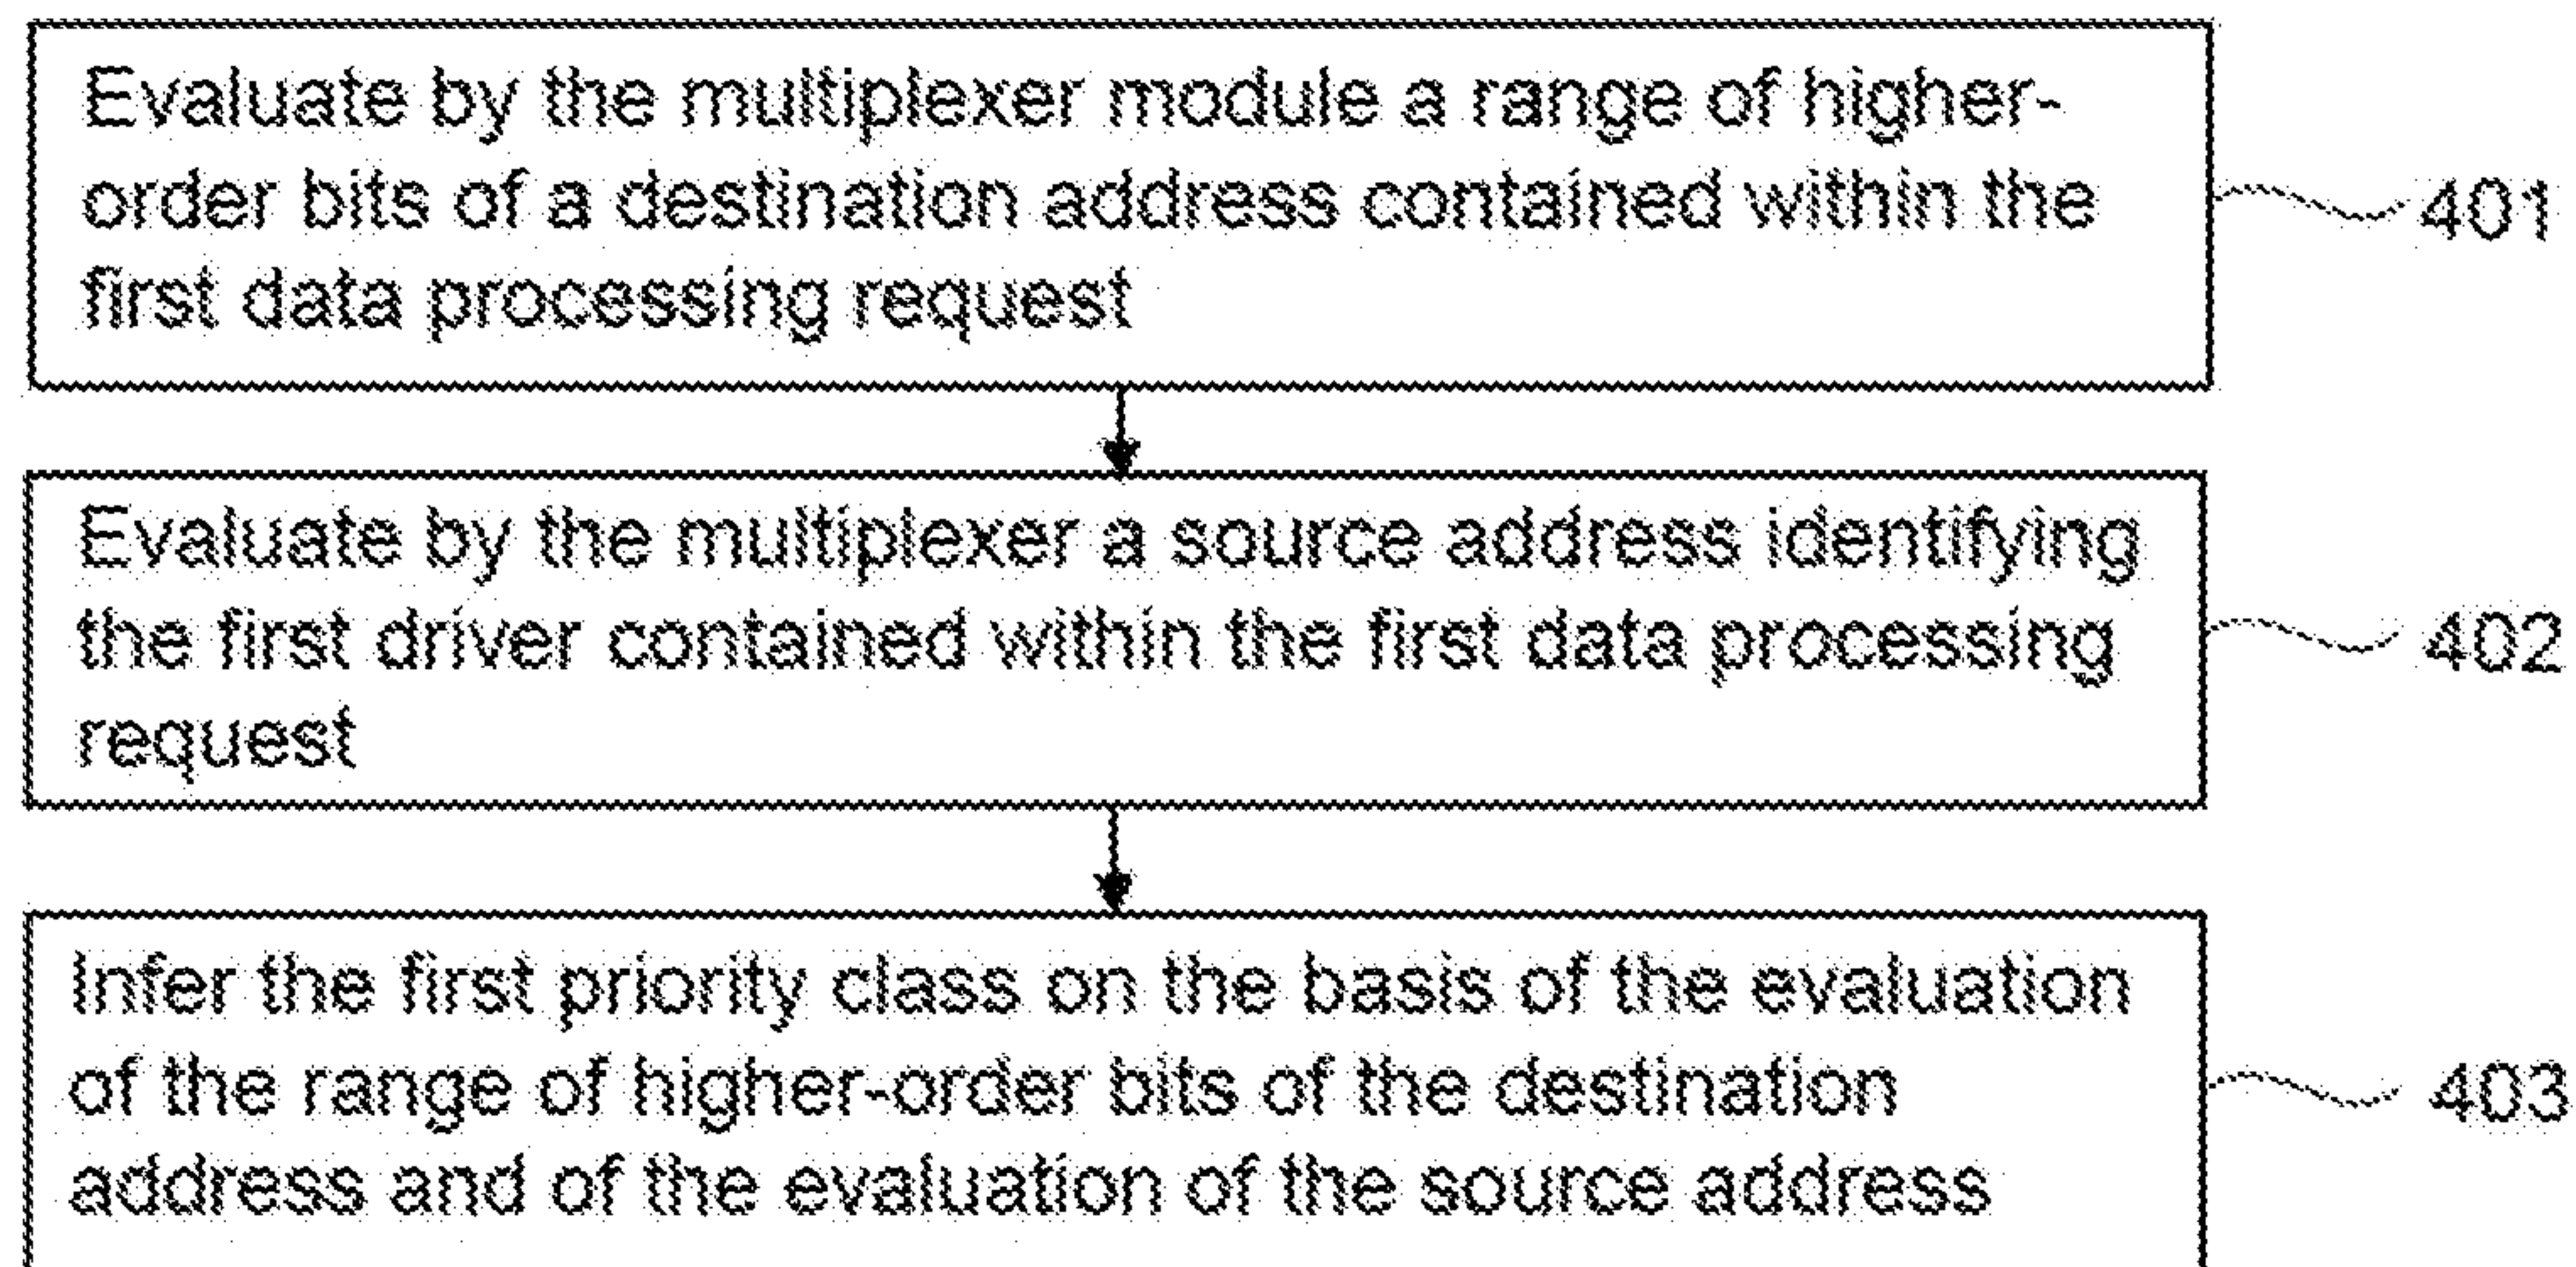 Evaluate by the multiplexer module a range of higher-
order bits of a destination address contained within the
first data processing request
401
Evaluate by the multiplexer a source address identifying
the first driver contained within the first data processing
request
402
Infer the first priority class on the basis of the evaluation
of the range of higher-order bits of the destination
address and of the evaluation of the source address
403